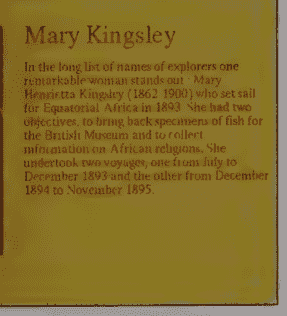 Mary Kingsley
In the long list of names of explorers one
remarkable woman stands out : Mary
Henrietta Kingsley (1862-1900) who set sail
for Equatorial Africa in 1893. She had two
objectives, to bring back specimens of fish for
the British Museum and to collect
information on African religions. She
undertook two voyages, one from July to
December 1893 and the other from December
1894 to November 1895.